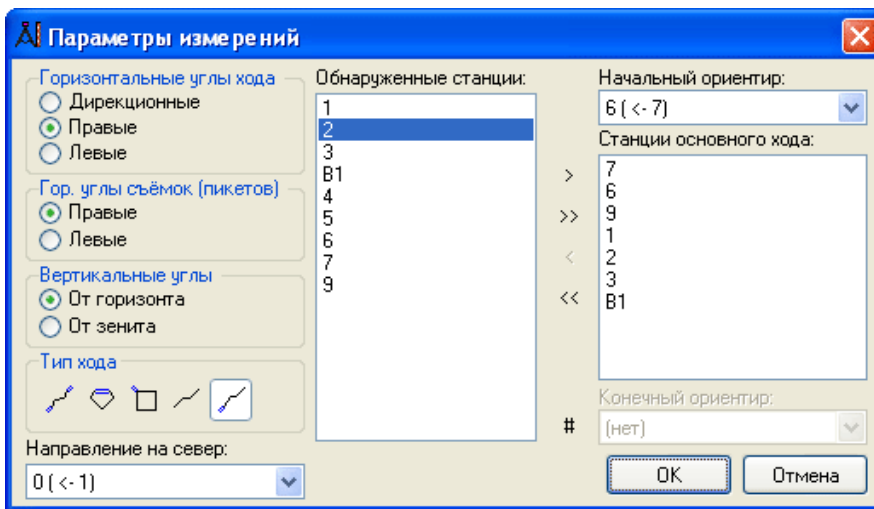 Параметры измерений
Горизонтальные углы хода
Дирекционные
Правые
Левые
Гор. углы съёмок (пикетов)
Правые
Левые
Вертикальные углы
От горизонта
От зенита
Тип хода
Направление на север:
0 ( <- 1)
Обнаруженные станции:
1
2
3
B1
4
5
6
7
9
>
>>
<
<<
#
Начальный ориентир:
6 ( <- 7)
Станции основного хода:
7
6
9
1
2
3
B1
Конечный ориентир:
(нет)
OK
Отмена